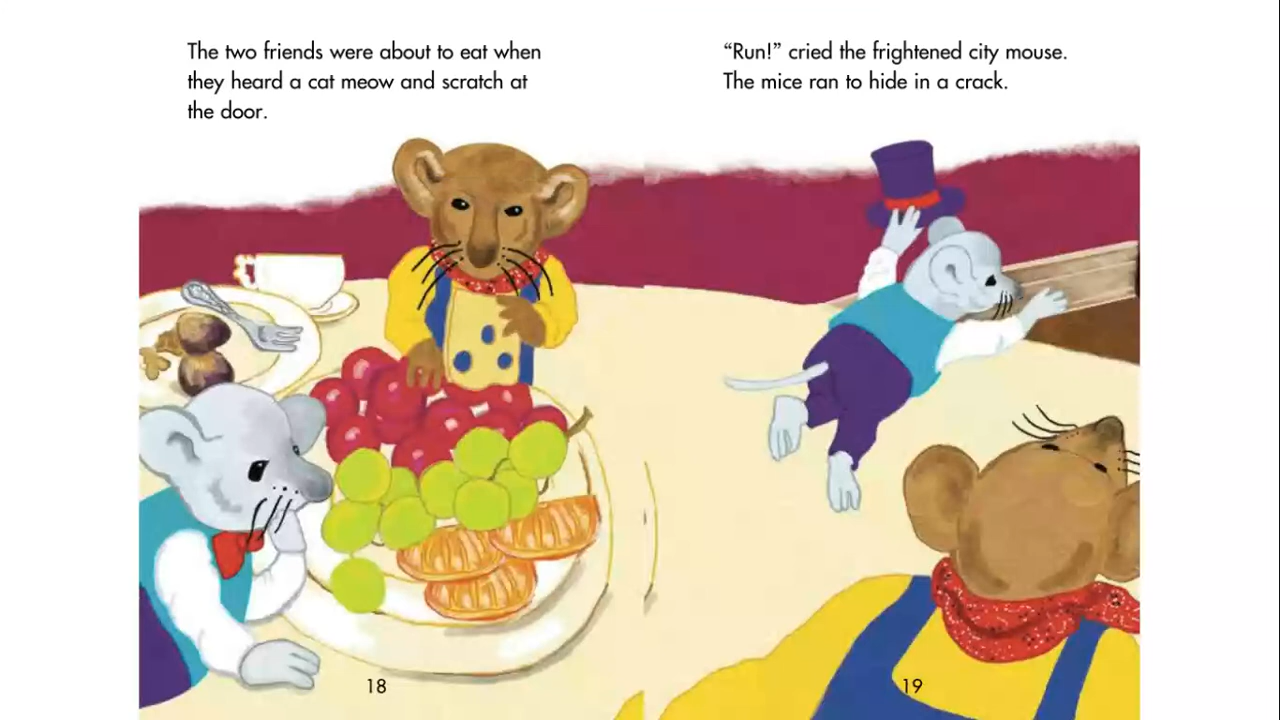 The two friends were about to eat when
they heard a cat meow and scratch at
the door.
“Run!” cried the frightened city mouse.
The mice ran to hide in a crack.
18
19